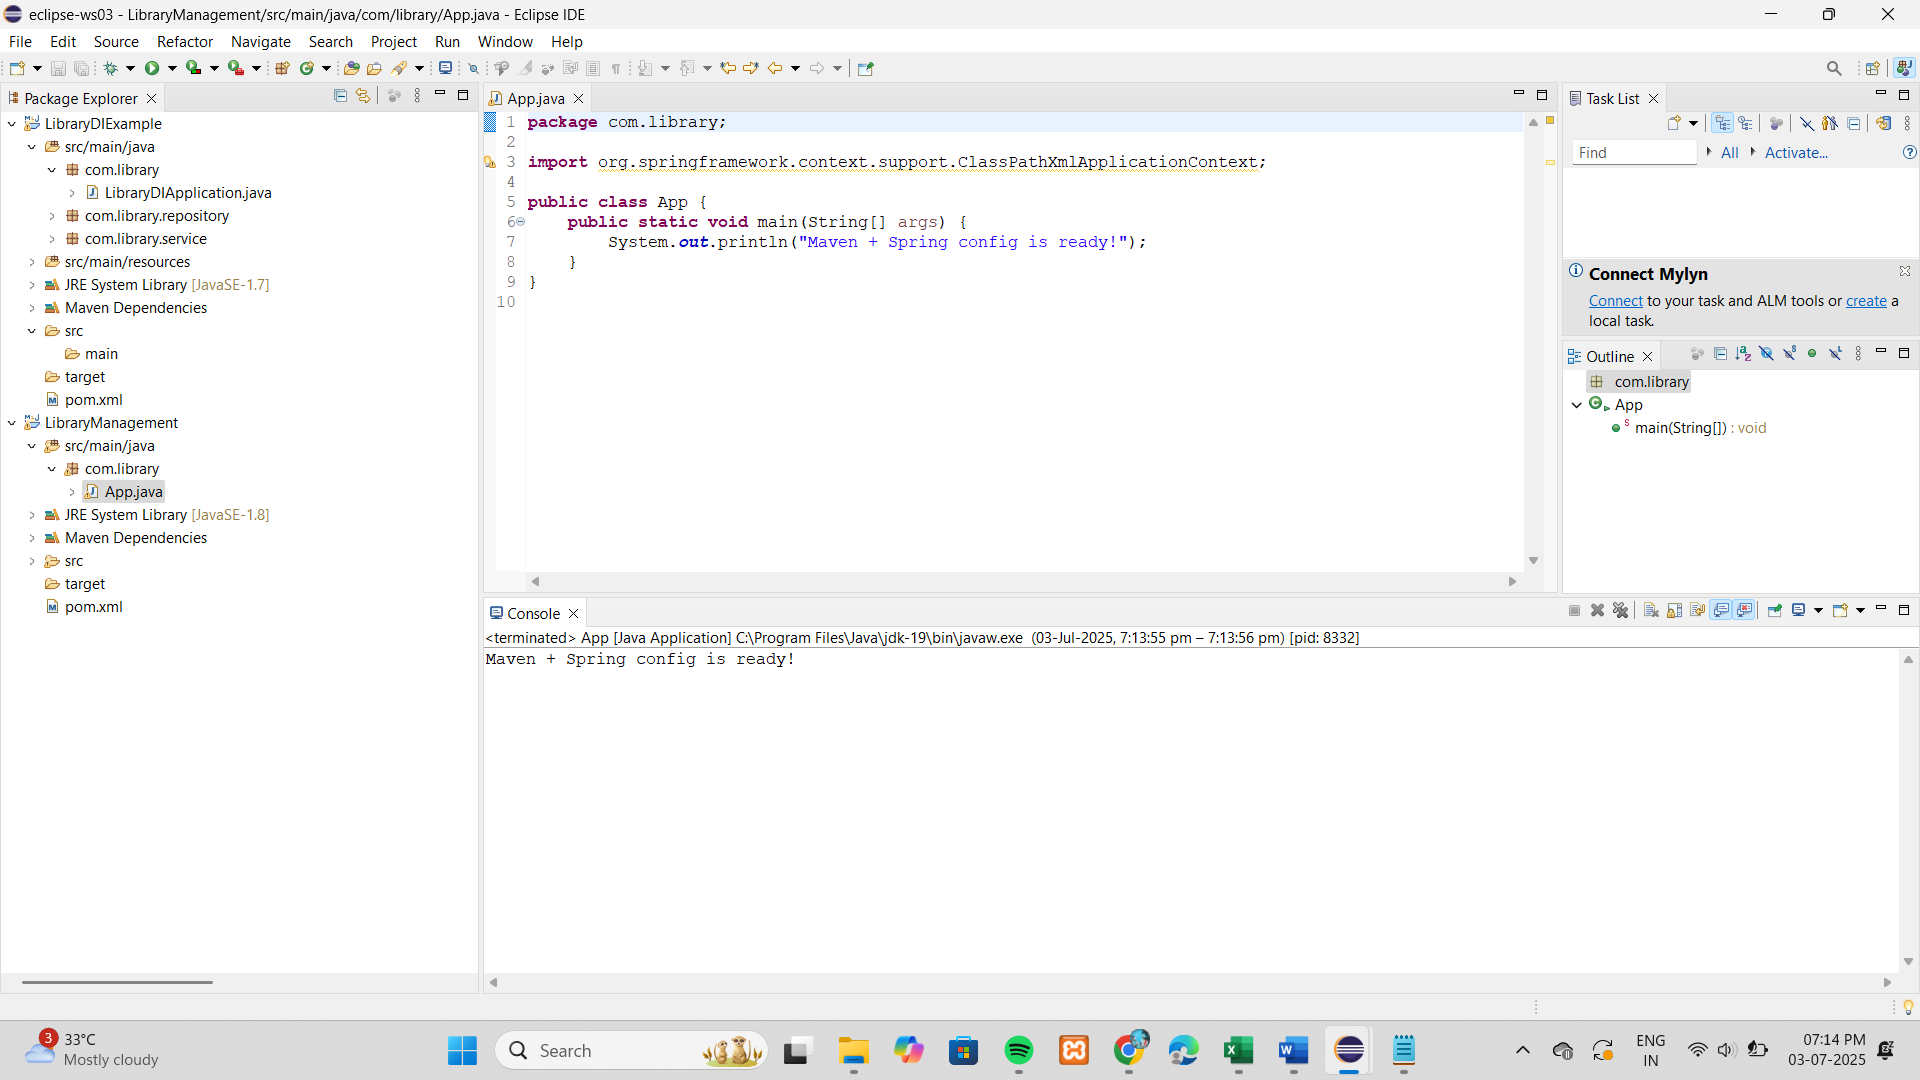 eclipse-ws03 - LibraryManagement/src/main/java/com/library/App.java - Eclipse IDE
File Edit Source Refactor Navigate Search Project Run Window Help
Package Explorer
LibraryDIExample
src/main/java
com.library
LibraryDIApplication.java
com.library.repository
com.library.service
src/main/resources
JRE System Library [JavaSE-1.7]
Maven Dependencies
src
main
target
pom.xml
LibraryManagement
src/main/java
com.library
App.java
JRE System Library [JavaSE-1.8]
Maven Dependencies
src
target
pom.xml
App.java
1 package com.library;
2
3 import org.springframework.context.support.ClassPathXmlApplicationContext;
4
5 public class App {
6 public static void main(String[] args) {
7 System.out.println("Maven + Spring config is ready!");
8 }
9 }
10
Task List
Find All Activate...
Connect Mylyn
Connect to your task and ALM tools or create a
local task.
Outline
com.library
App
main(String[]) : void
Console
<terminated> App [Java Application] C:\Program Files\Java\jdk-19\bin\javaw.exe (03-Jul-2025, 7:13:55 pm – 7:13:56 pm) [pid: 8332]
Maven + Spring config is ready!
3
33°C
Mostly cloudy
Search
ENG
IN
07:14 PM
03-07-2025